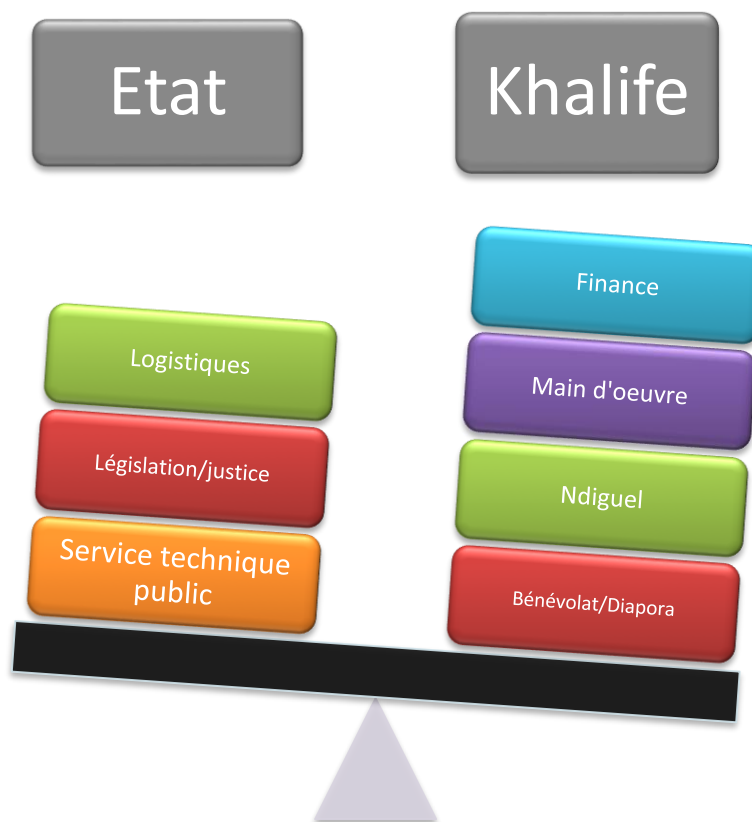 Etat
Khalife
Logistiques
Législation/justice
Service technique
public
Finance
Main d'oeuvre
Ndiguel
Bénévolat/Diapora